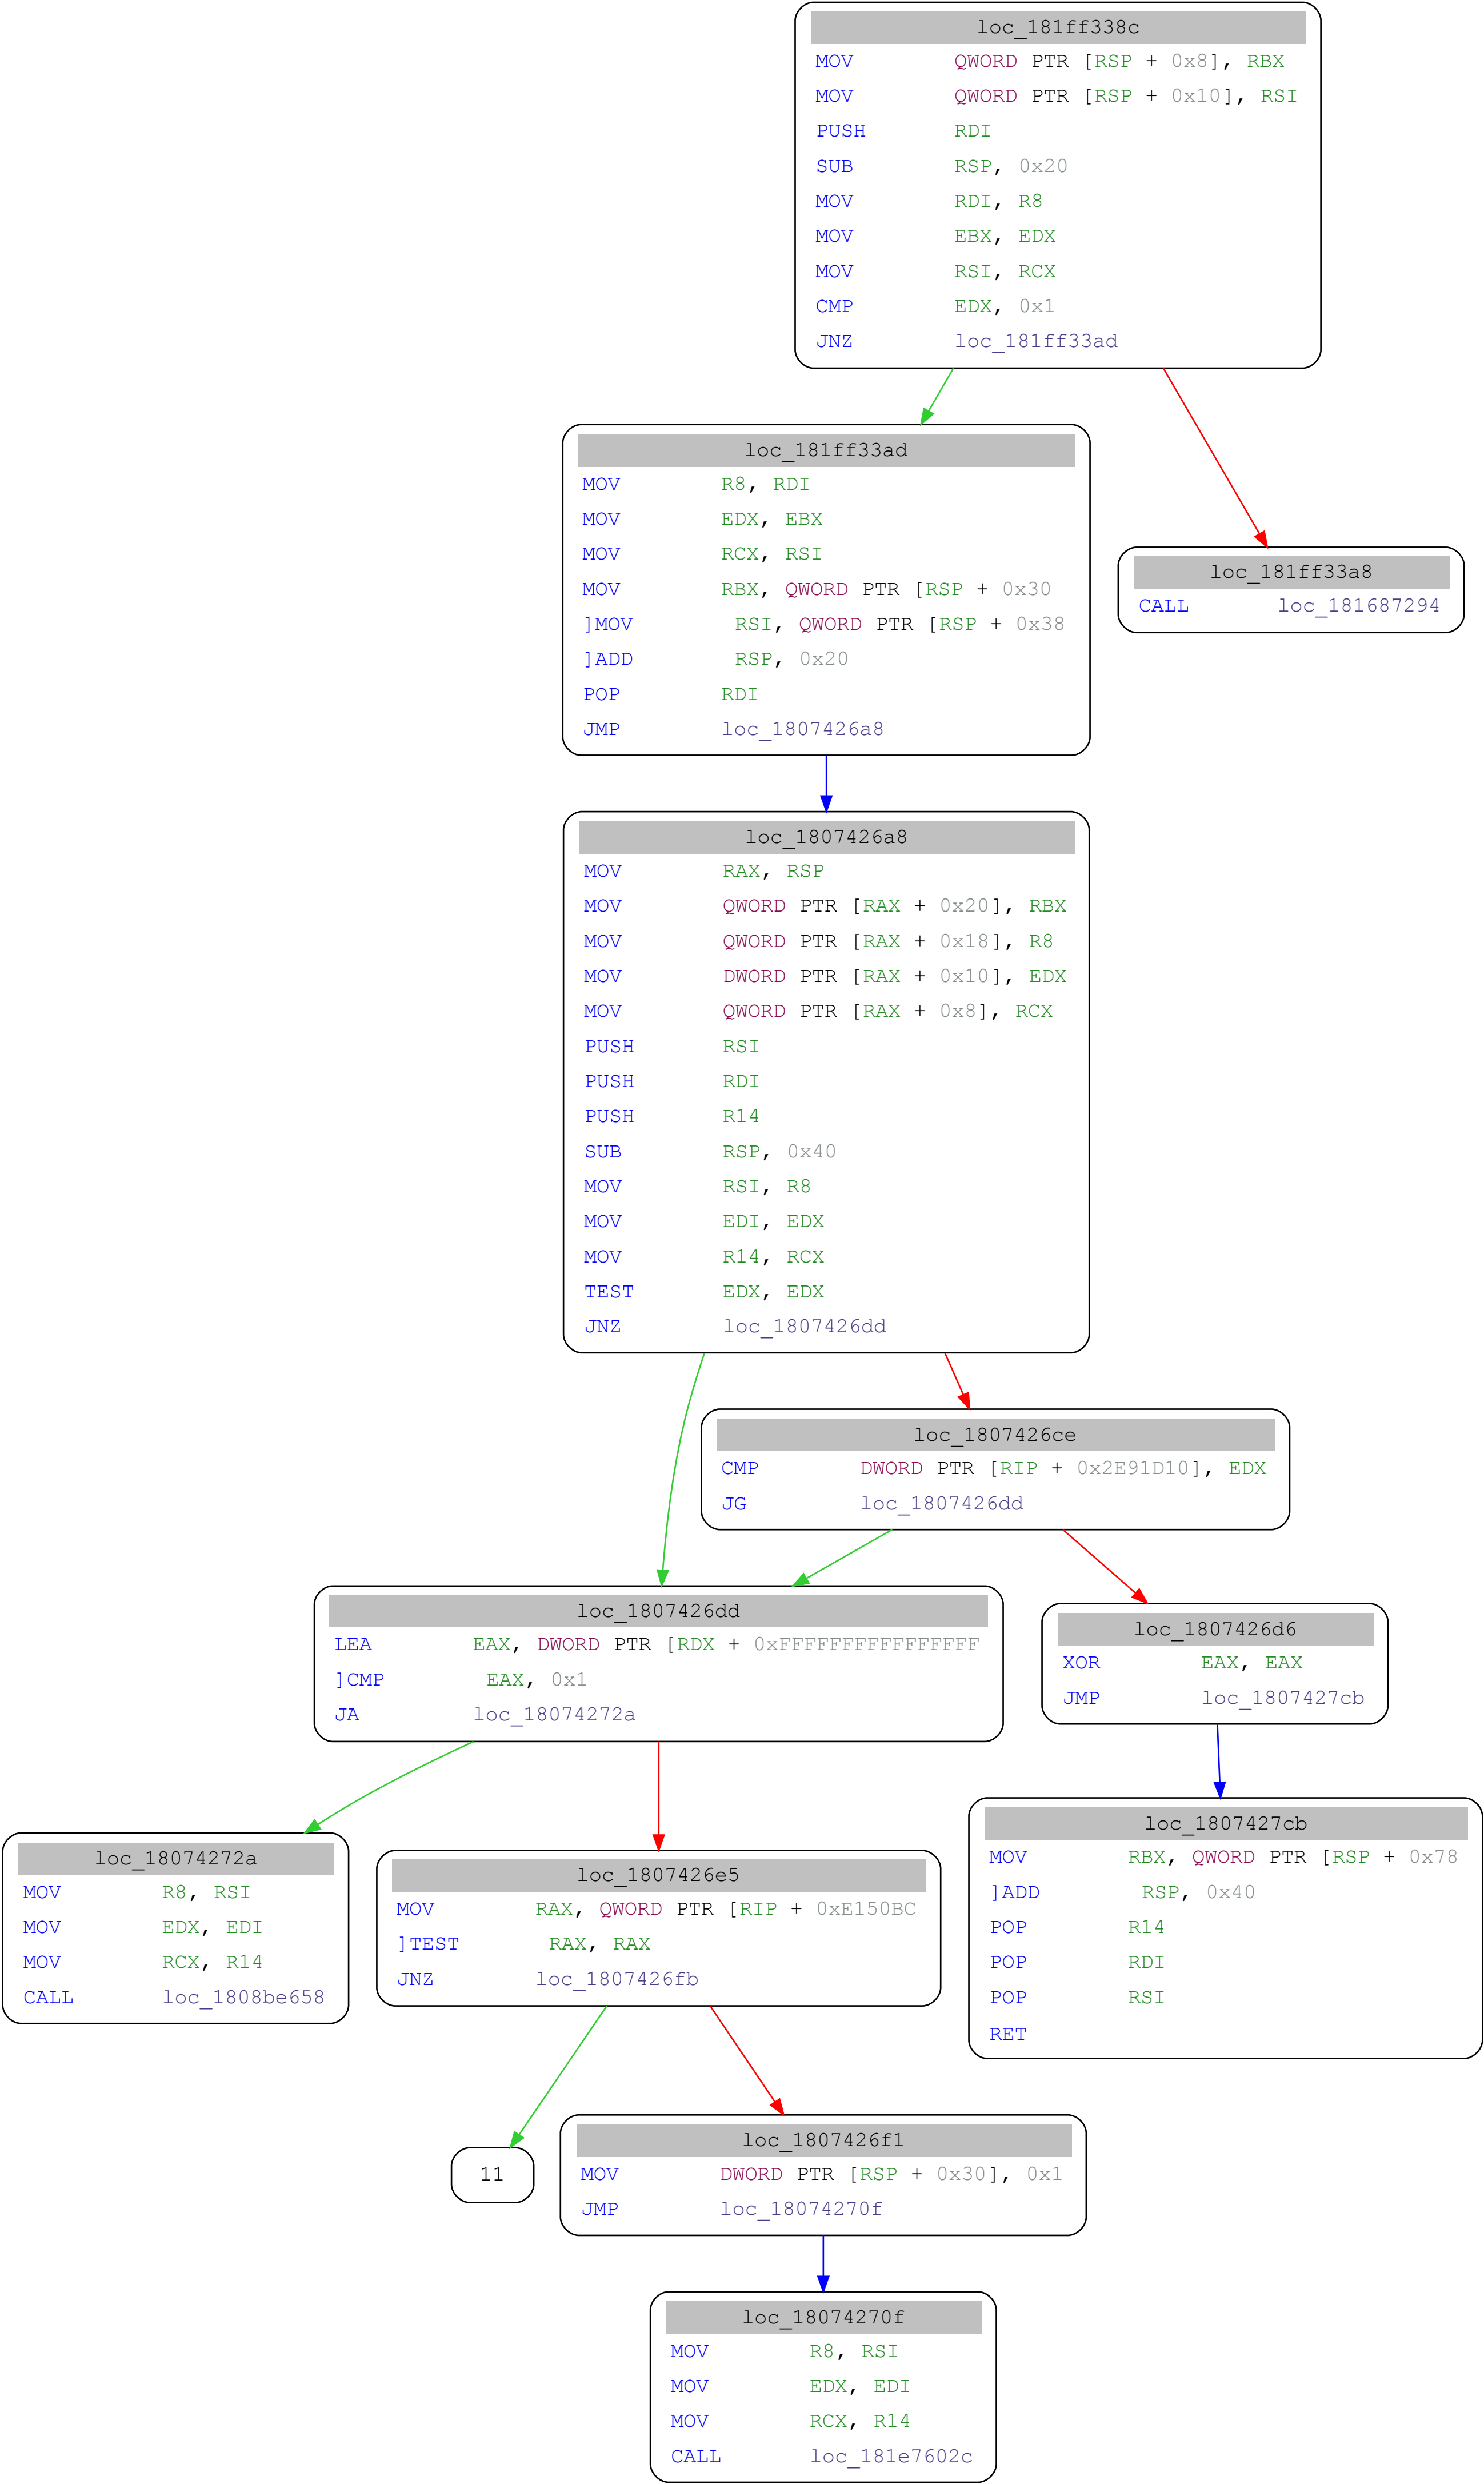 loc_181ff338c
MOV QWORD PTR [RSP + 0x8], RBX
MOV QWORD PTR [RSP + 0x10], RSI
PUSH RDI
SUB RSP, 0x20
MOV RDI, R8
MOV EBX, EDX
MOV RSI, RCX
CMP EDX, 0x1
JNZ loc_181ff33ad
loc_181ff33ad
MOV R8, RDI
MOV EDX, EBX
MOV RCX, RSI
MOV RBX, QWORD PTR [RSP + 0x30
]MOV RSI, QWORD PTR [RSP + 0x38
]ADD RSP, 0x20
POP RDI
JMP loc_1807426a8
loc_181ff33a8
CALL loc_181687294
loc_1807426a8
MOV RAX, RSP
MOV QWORD PTR [RAX + 0x20], RBX
MOV QWORD PTR [RAX + 0x18], R8
MOV DWORD PTR [RAX + 0x10], EDX
MOV QWORD PTR [RAX + 0x8], RCX
PUSH RSI
PUSH RDI
PUSH R14
SUB RSP, 0x40
MOV RSI, R8
MOV EDI, EDX
MOV R14, RCX
TEST EDX, EDX
JNZ loc_1807426dd
loc_1807426ce
CMP DWORD PTR [RIP + 0x2E91D10], EDX
JG loc_1807426dd
loc_1807426dd
LEA EAX, DWORD PTR [RDX + 0xFFFFFFFFFFFFFFFF
]CMP EAX, 0x1
JA loc_18074272a
loc_1807426d6
XOR EAX, EAX
JMP loc_1807427cb
loc_18074272a
MOV R8, RSI
MOV EDX, EDI
MOV RCX, R14
CALL loc_1808be658
loc_1807426e5
MOV RAX, QWORD PTR [RIP + 0xE150BC
]TEST RAX, RAX
JNZ loc_1807426fb
loc_1807427cb
MOV RBX, QWORD PTR [RSP + 0x78
]ADD RSP, 0x40
POP R14
POP RDI
POP RSI
RET
11
loc_1807426f1
MOV DWORD PTR [RSP + 0x30], 0x1
JMP loc_18074270f
loc_18074270f
MOV R8, RSI
MOV EDX, EDI
MOV RCX, R14
CALL loc_181e7602c